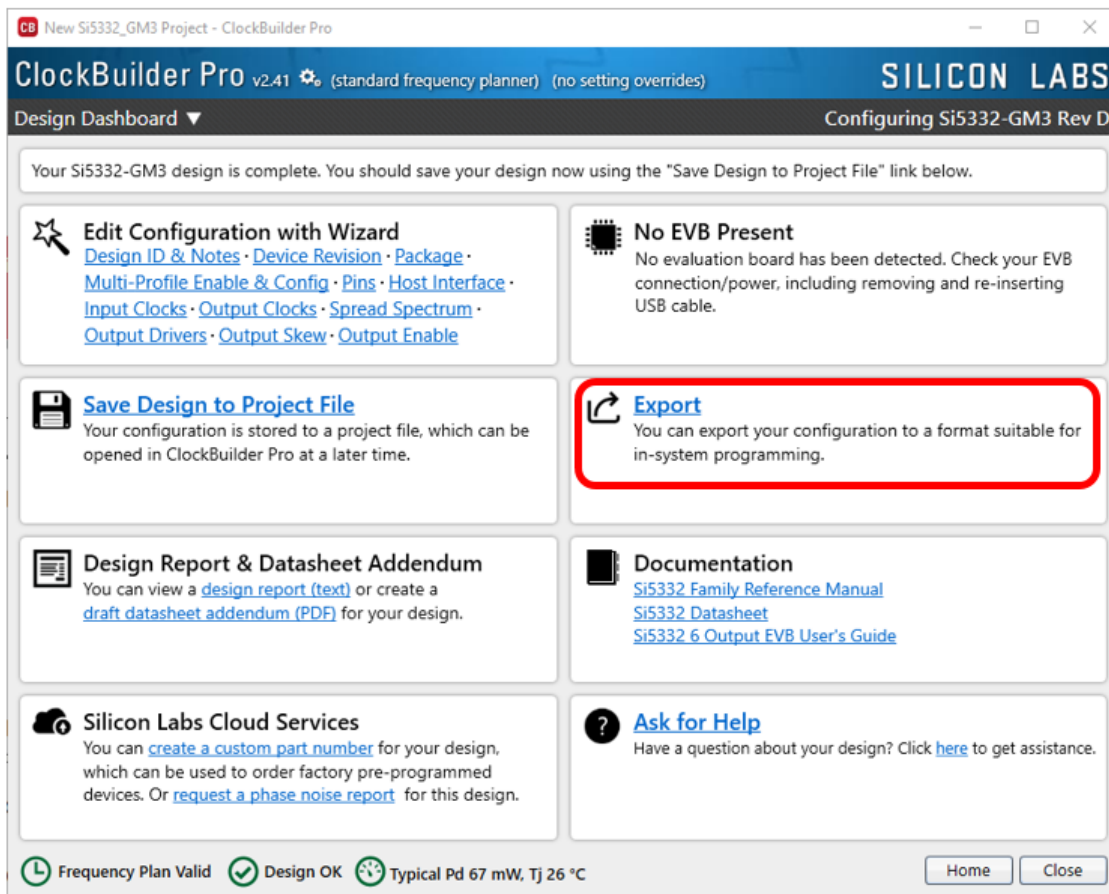 CB New Si5332_GM3 Project - ClockBuilder Pro
ClockBuilder Pro v2.41 (standard frequency planner) (no setting overrides) SILICON LABS
Design Dashboard ▼ Configuring Si5332-GM3 Rev D
Your Si5332-GM3 design is complete. You should save your design now using the "Save Design to Project File" link below.
Edit Configuration with Wizard
Design ID & Notes · Device Revision · Package ·
Multi-Profile Enable & Config · Pins · Host Interface ·
Input Clocks · Output Clocks · Spread Spectrum ·
Output Drivers · Output Skew · Output Enable
No EVB Present
No evaluation board has been detected. Check your EVB
connection/power, including removing and re-inserting
USB cable.
Save Design to Project File
Your configuration is stored to a project file, which can be
opened in ClockBuilder Pro at a later time.
Export
You can export your configuration to a format suitable for
in-system programming.
Design Report & Datasheet Addendum
You can view a design report (text) or create a
draft datasheet addendum (PDF) for your design.
Documentation
Si5332 Family Reference Manual
Si5332 Datasheet
Si5332 6 Output EVB User's Guide
Silicon Labs Cloud Services
You can create a custom part number for your design,
which can be used to order factory pre-programmed
devices. Or request a phase noise report for this design.
Ask for Help
Have a question about your design? Click here to get assistance.
Frequency Plan Valid Design OK Typical Pd 67 mW, Tj 26 °C Home Close